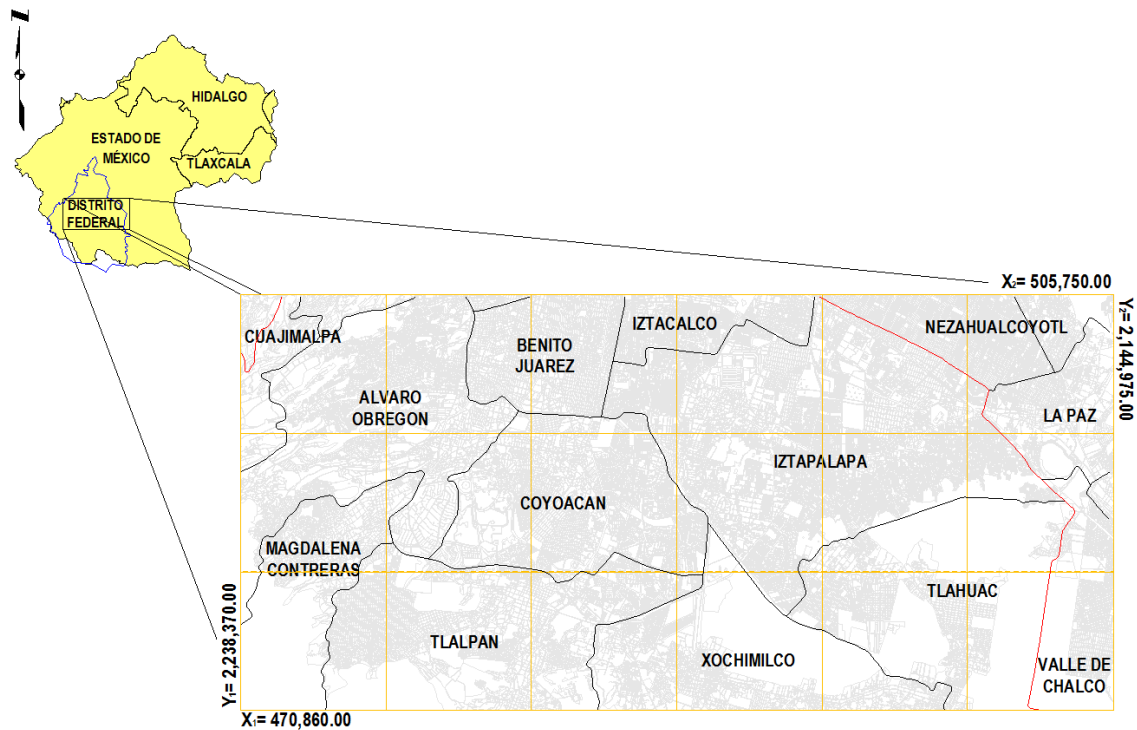 N
HIDALGO
ESTADO DE
MÉXICO
TLAXCALA
DISTRITO
FEDERAL
X₂= 505,750.00
Y₂= 2,144,975.00
CUAJIMALPA
BENITO
JUAREZ
IZTACALCO
NEZAHUALCOYOTL
ALVARO
OBREGON
LA PAZ
IZTAPALAPA
COYOACAN
MAGDALENA
CONTRERAS
TLAHUAC
TLALPAN
XOCHIMILCO
VALLE DE
CHALCO
Y₁= 2,238,370.00
X₁= 470,860.00